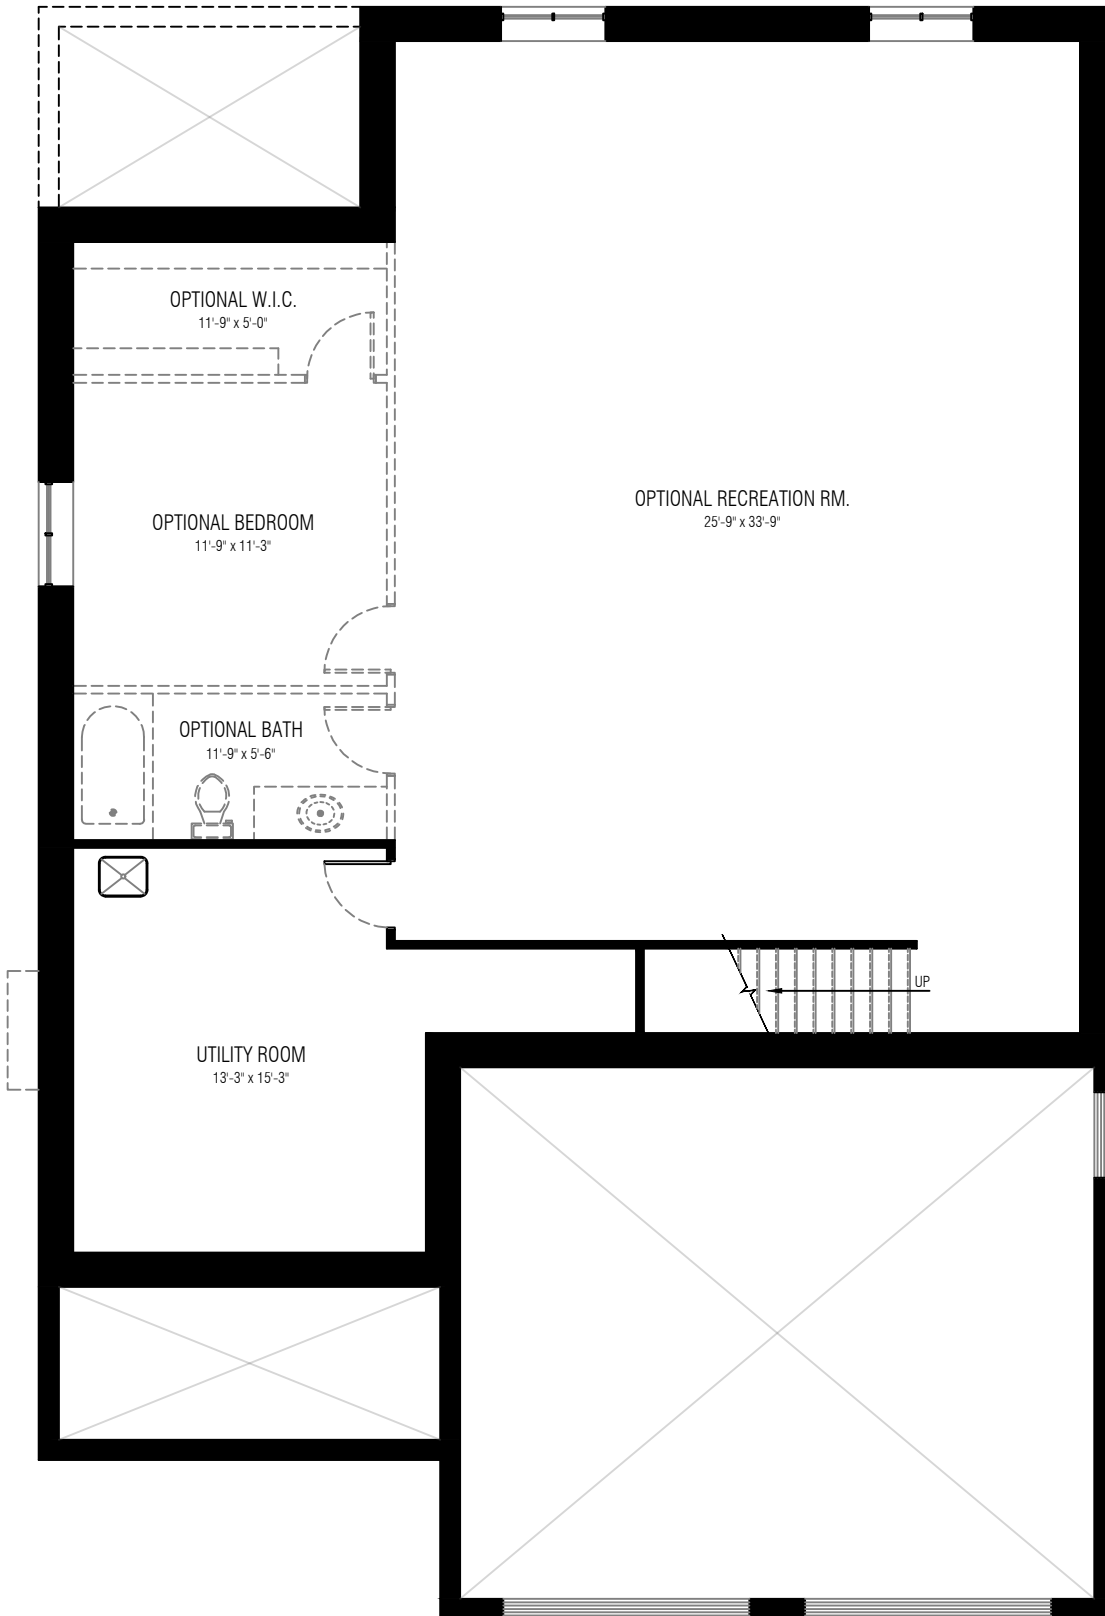 OPTIONAL W.I.C.
11'-9" x 5'-0"
OPTIONAL RECREATION RM.
25'-9" x 33'-9"
OPTIONAL BEDROOM
11'-9" x 11'-3"
OPTIONAL BATH
11'-9" x 5'-6"
UP
UTILITY ROOM
13'-3" x 15'-3"